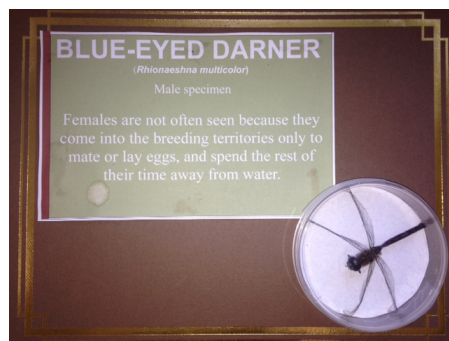 BLUE-EYED DARNER
(Rhionaeshna multicolor)
Male specimen
Females are not often seen because they
come into the breeding territories only to
mate or lay eggs, and spend the rest of
their time away from water.